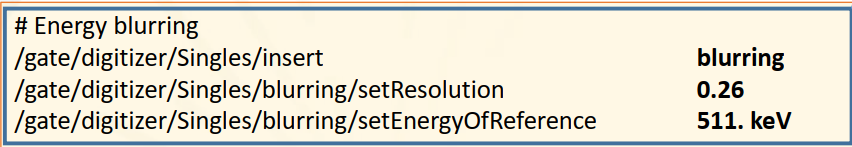 # Energy blurring
/gate/digitizer/Singles/insert blurring
/gate/digitizer/Singles/blurring/setResolution 0.26
/gate/digitizer/Singles/blurring/setEnergyOfReference 511. keV